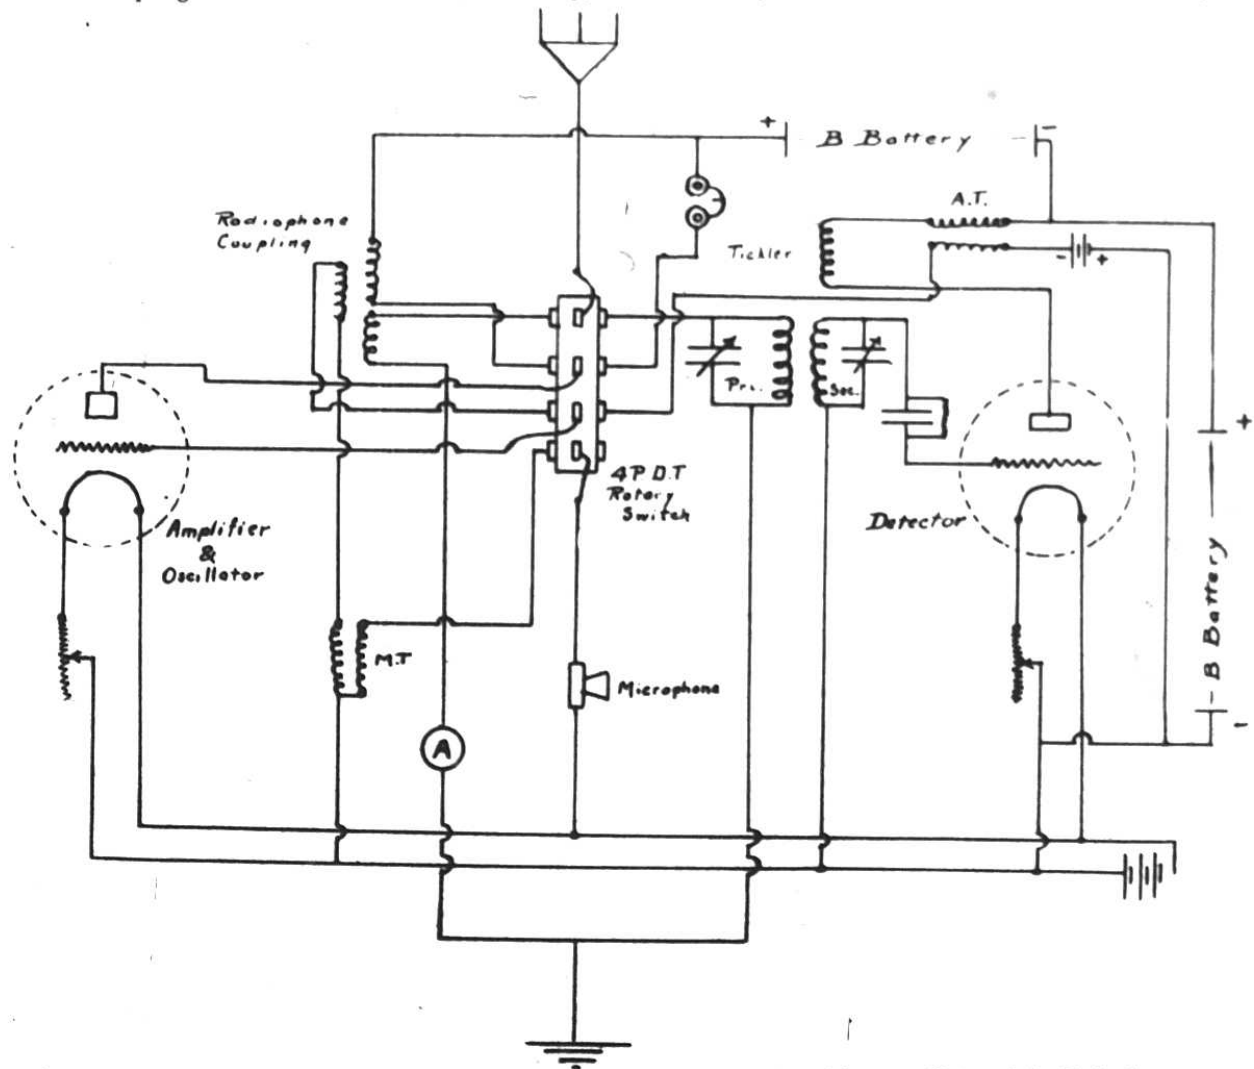 + B Battery -
A.T.
Radiophone
Coupling
Tickler
- +
Pri.
Sec.
+
4 P D.T
Rotary
Switch
Detector
Amplifier
&
Oscillator
B Battery
M.T
Microphone
A
-